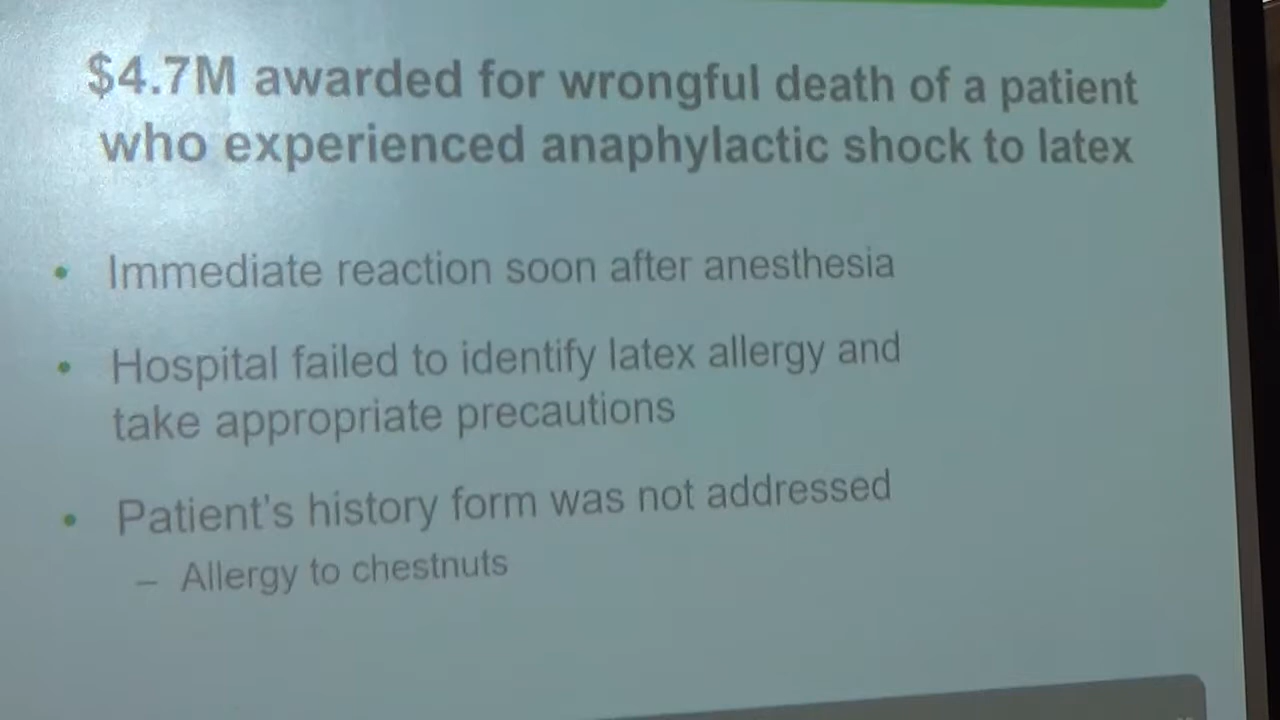 $4.7M awarded for wrongful death of a patient
who experienced anaphylactic shock to latex
• Immediate reaction soon after anesthesia
• Hospital failed to identify latex allergy and
take appropriate precautions
• Patient's history form was not addressed
– Allergy to chestnuts